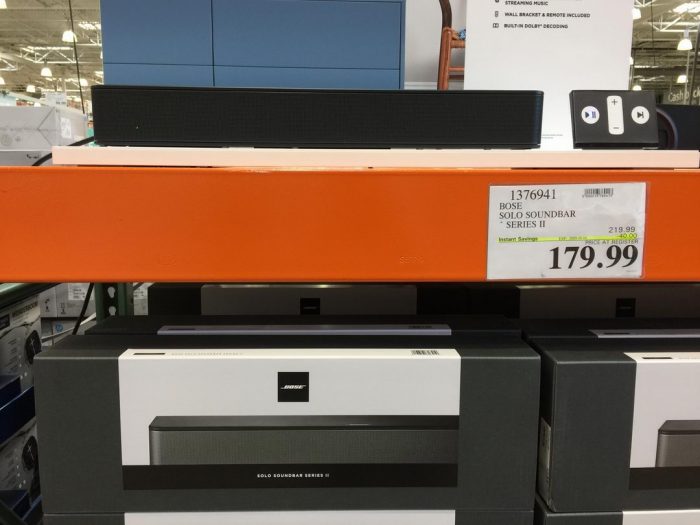 STREAMING MUSIC
WALL BRACKET & REMOTE INCLUDED
BUILT-IN DOLBY DECODING
1376941
BOSE
SOLO SOUNDBAR
SERIES II
219.99
Instant Savings
-40.00
PRICE AT REGISTER
179.99
BOSE
SOLO SOUNDBAR SERIES II